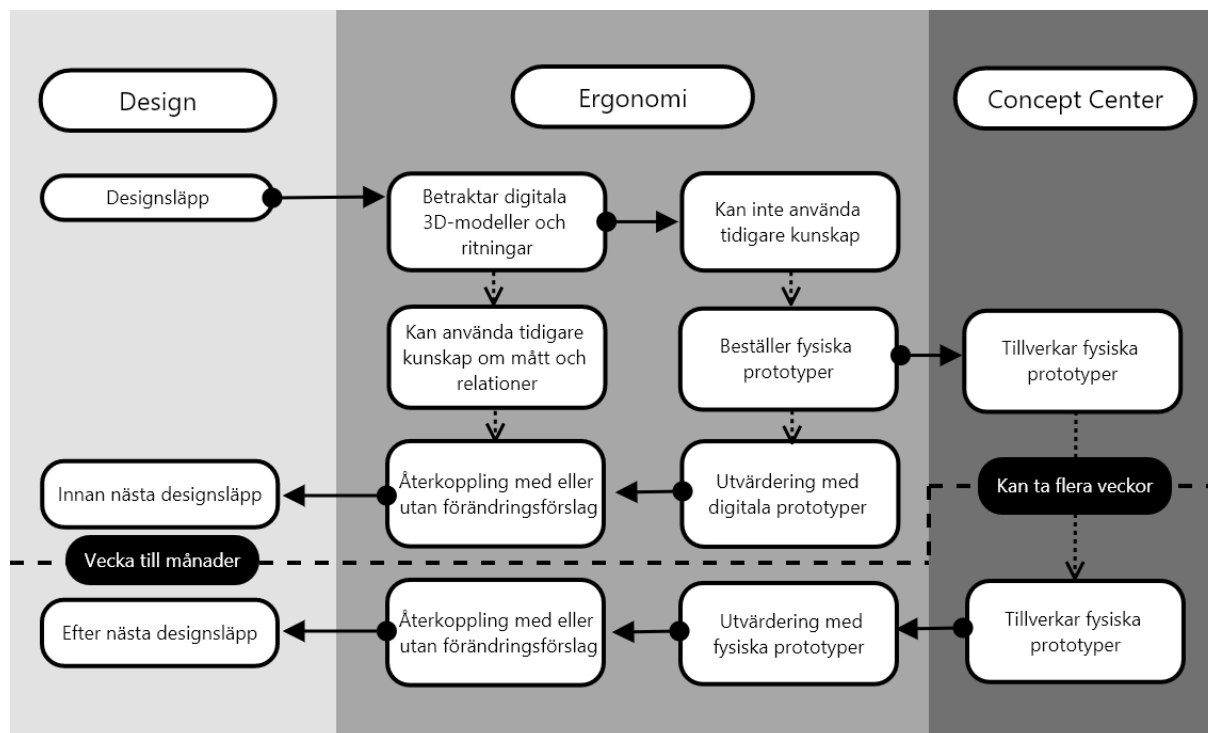 Design
Ergonomi
Concept Center
Designsläpp
Betraktar digitala
3D-modeller och
ritningar
Kan inte använda
tidigare kunskap
Kan använda tidigare
kunskap om mått och
relationer
Beställer fysiska
prototyper
Tillverkar fysiska
prototyper
Innan nästa designsläpp
Återkoppling med eller
utan förändringsförslag
Utvärdering med
digitala prototyper
Kan ta flera veckor
Vecka till månader
Efter nästa designsläpp
Återkoppling med eller
utan förändringsförslag
Utvärdering med
fysiska prototyper
Tillverkar fysiska
prototyper